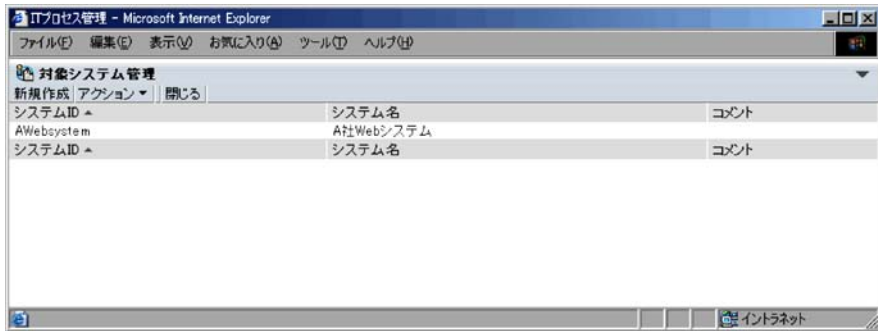 ITプロセス管理 - Microsoft Internet Explorer
ファイル(F) 編集(E) 表示(V) お気に入り(A) ツール(T) ヘルプ(H)
対象システム管理
新規作成 アクション 閉じる
システムID システム名 コメント
AWebsystem A社Webシステム
システムID システム名 コメント
イントラネット